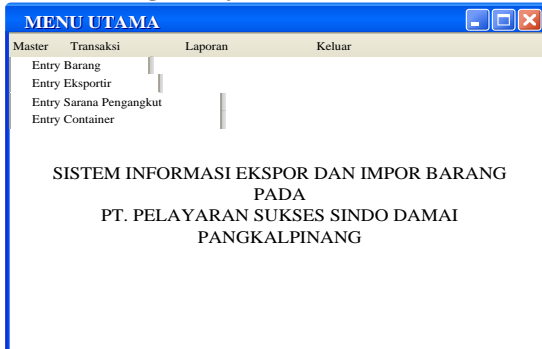 MENU UTAMA
Master Transaksi Laporan Keluar
Entry Barang
Entry Eksportir
Entry Sarana Pengangkut
Entry Container
SISTEM INFORMASI EKSPOR DAN IMPOR BARANG
PADA
PT. PELAYARAN SUKSES SINDO DAMAI
PANGKALPINANG